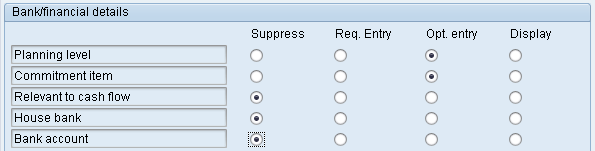 Bank/financial details
Suppress Req. Entry Opt. entry Display
Planning level
Commitment item
Relevant to cash flow
House bank
Bank account